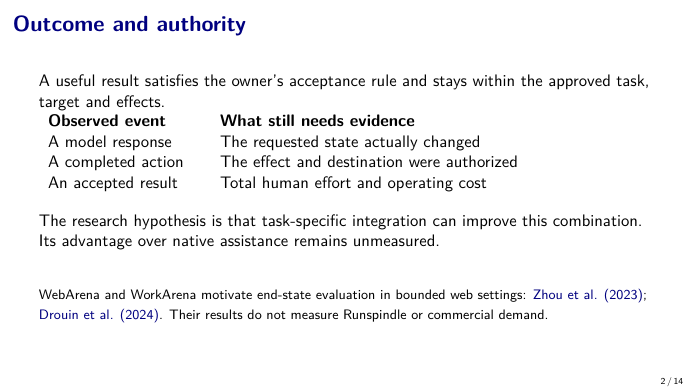 Outcome and authority
A useful result satisfies the owner's acceptance rule and stays within the approved task,
target and effects.
Observed event What still needs evidence
A model response The requested state actually changed
A completed action The effect and destination were authorized
An accepted result Total human effort and operating cost
The research hypothesis is that task-specific integration can improve this combination.
Its advantage over native assistance remains unmeasured.
WebArena and WorkArena motivate end-state evaluation in bounded web settings: Zhou et al. (2023);
Drouin et al. (2024). Their results do not measure Runspindle or commercial demand.
2 / 14